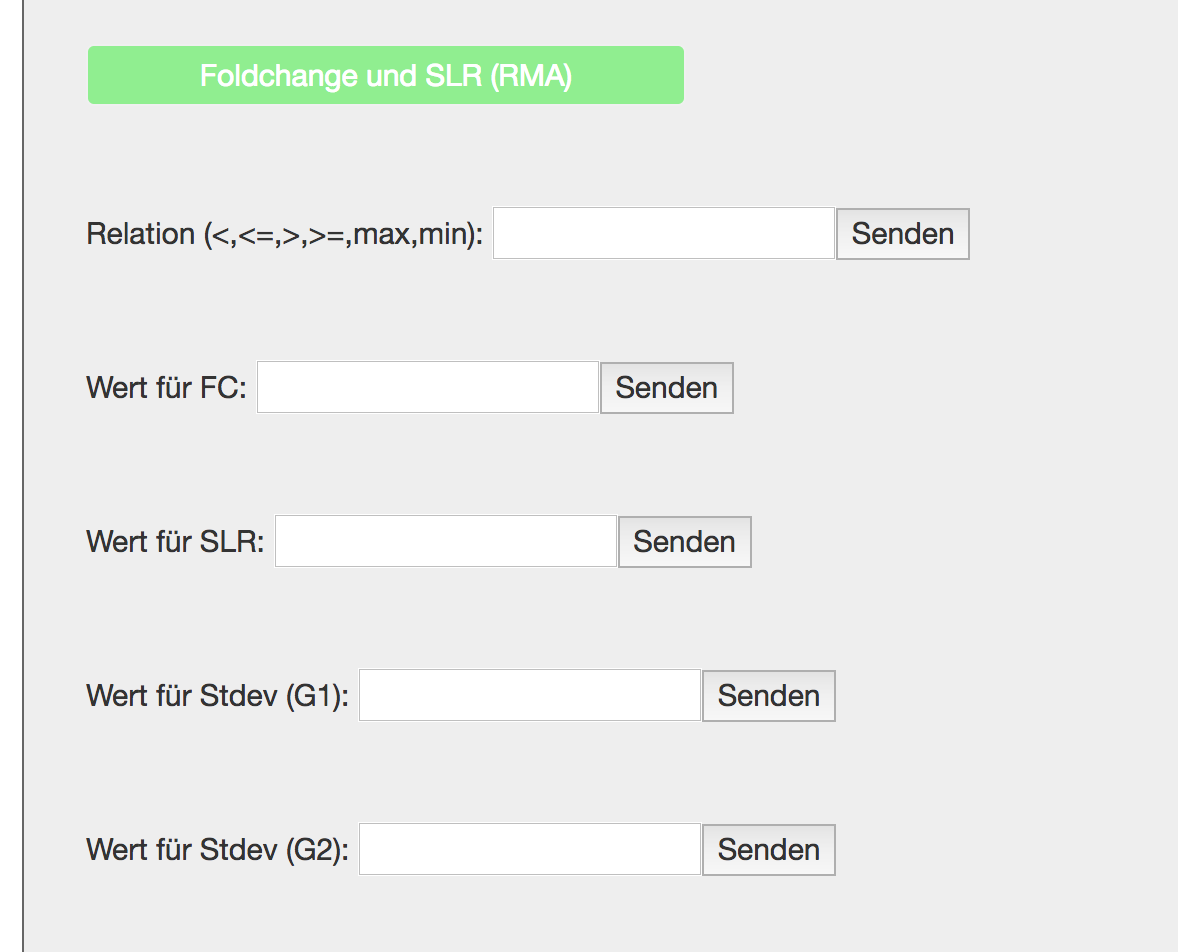 Foldchange und SLR (RMA)
Relation (<,<=,>,>=,max,min): Senden
Wert für FC: Senden
Wert für SLR: Senden
Wert für Stdev (G1): Senden
Wert für Stdev (G2): Senden